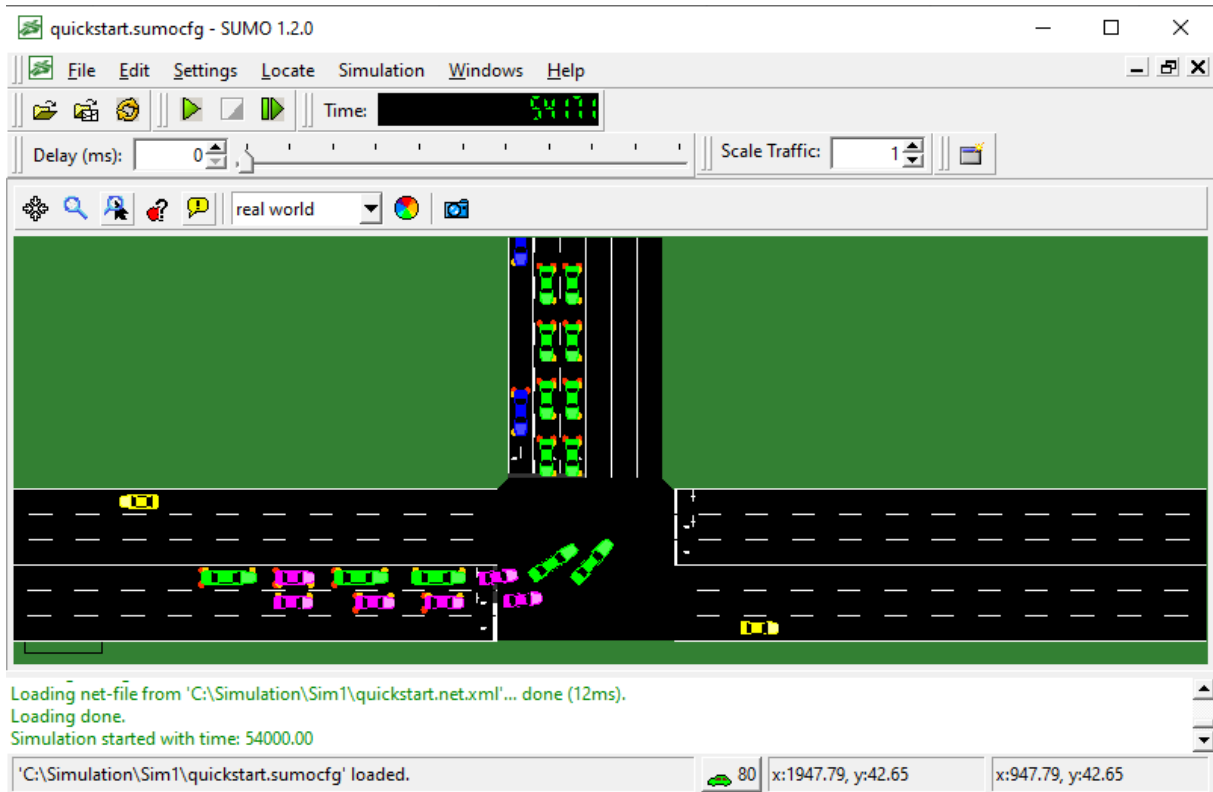 quickstart.sumocfg - SUMO 1.2.0
File Edit Settings Locate Simulation Windows Help
Time: 54171
Delay (ms): 0 Scale Traffic: 1
real world
Loading net-file from 'C:\Simulation\Sim1\quickstart.net.xml'... done (12ms).
Loading done.
Simulation started with time: 54000.00
'C:\Simulation\Sim1\quickstart.sumocfg' loaded. 80 x:1947.79, y:42.65 x:947.79, y:42.65